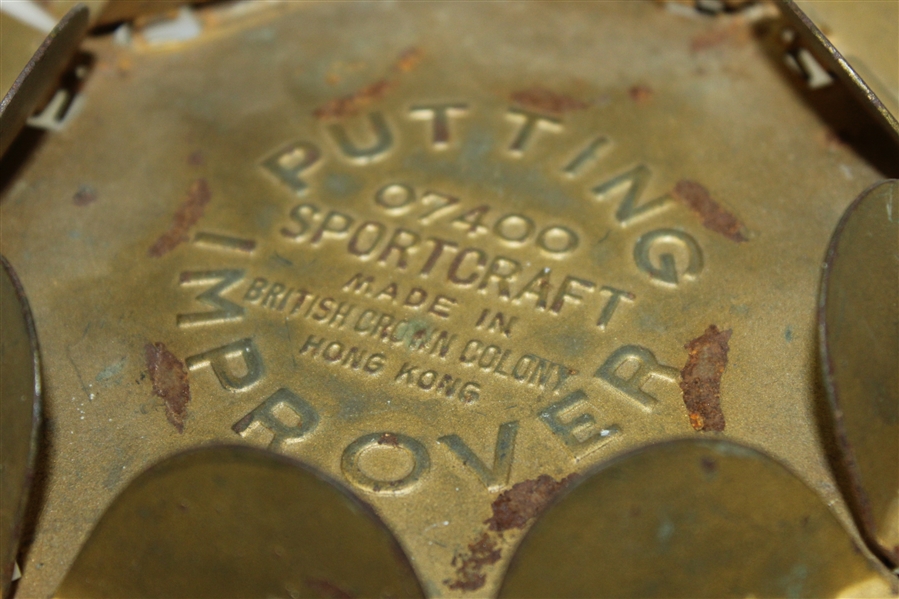 PUTTING
07400
SPORTCRAFT
MADE IN
BRITISH CROWN COLONY
HONG KONG
IMPROVER